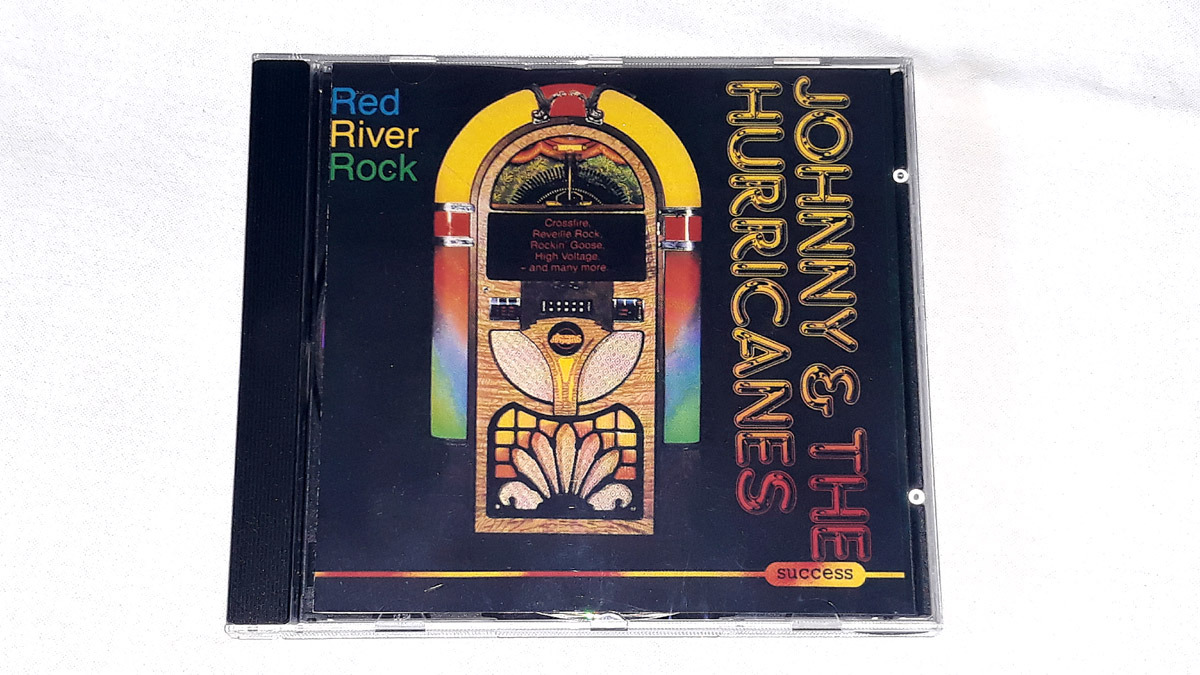 Red
River
Rock
Crossfire,
Reveille Rock,
Rockin' Goose,
High Voltage,
- and many more.
JOHNNY & THE
HURRICANES
success